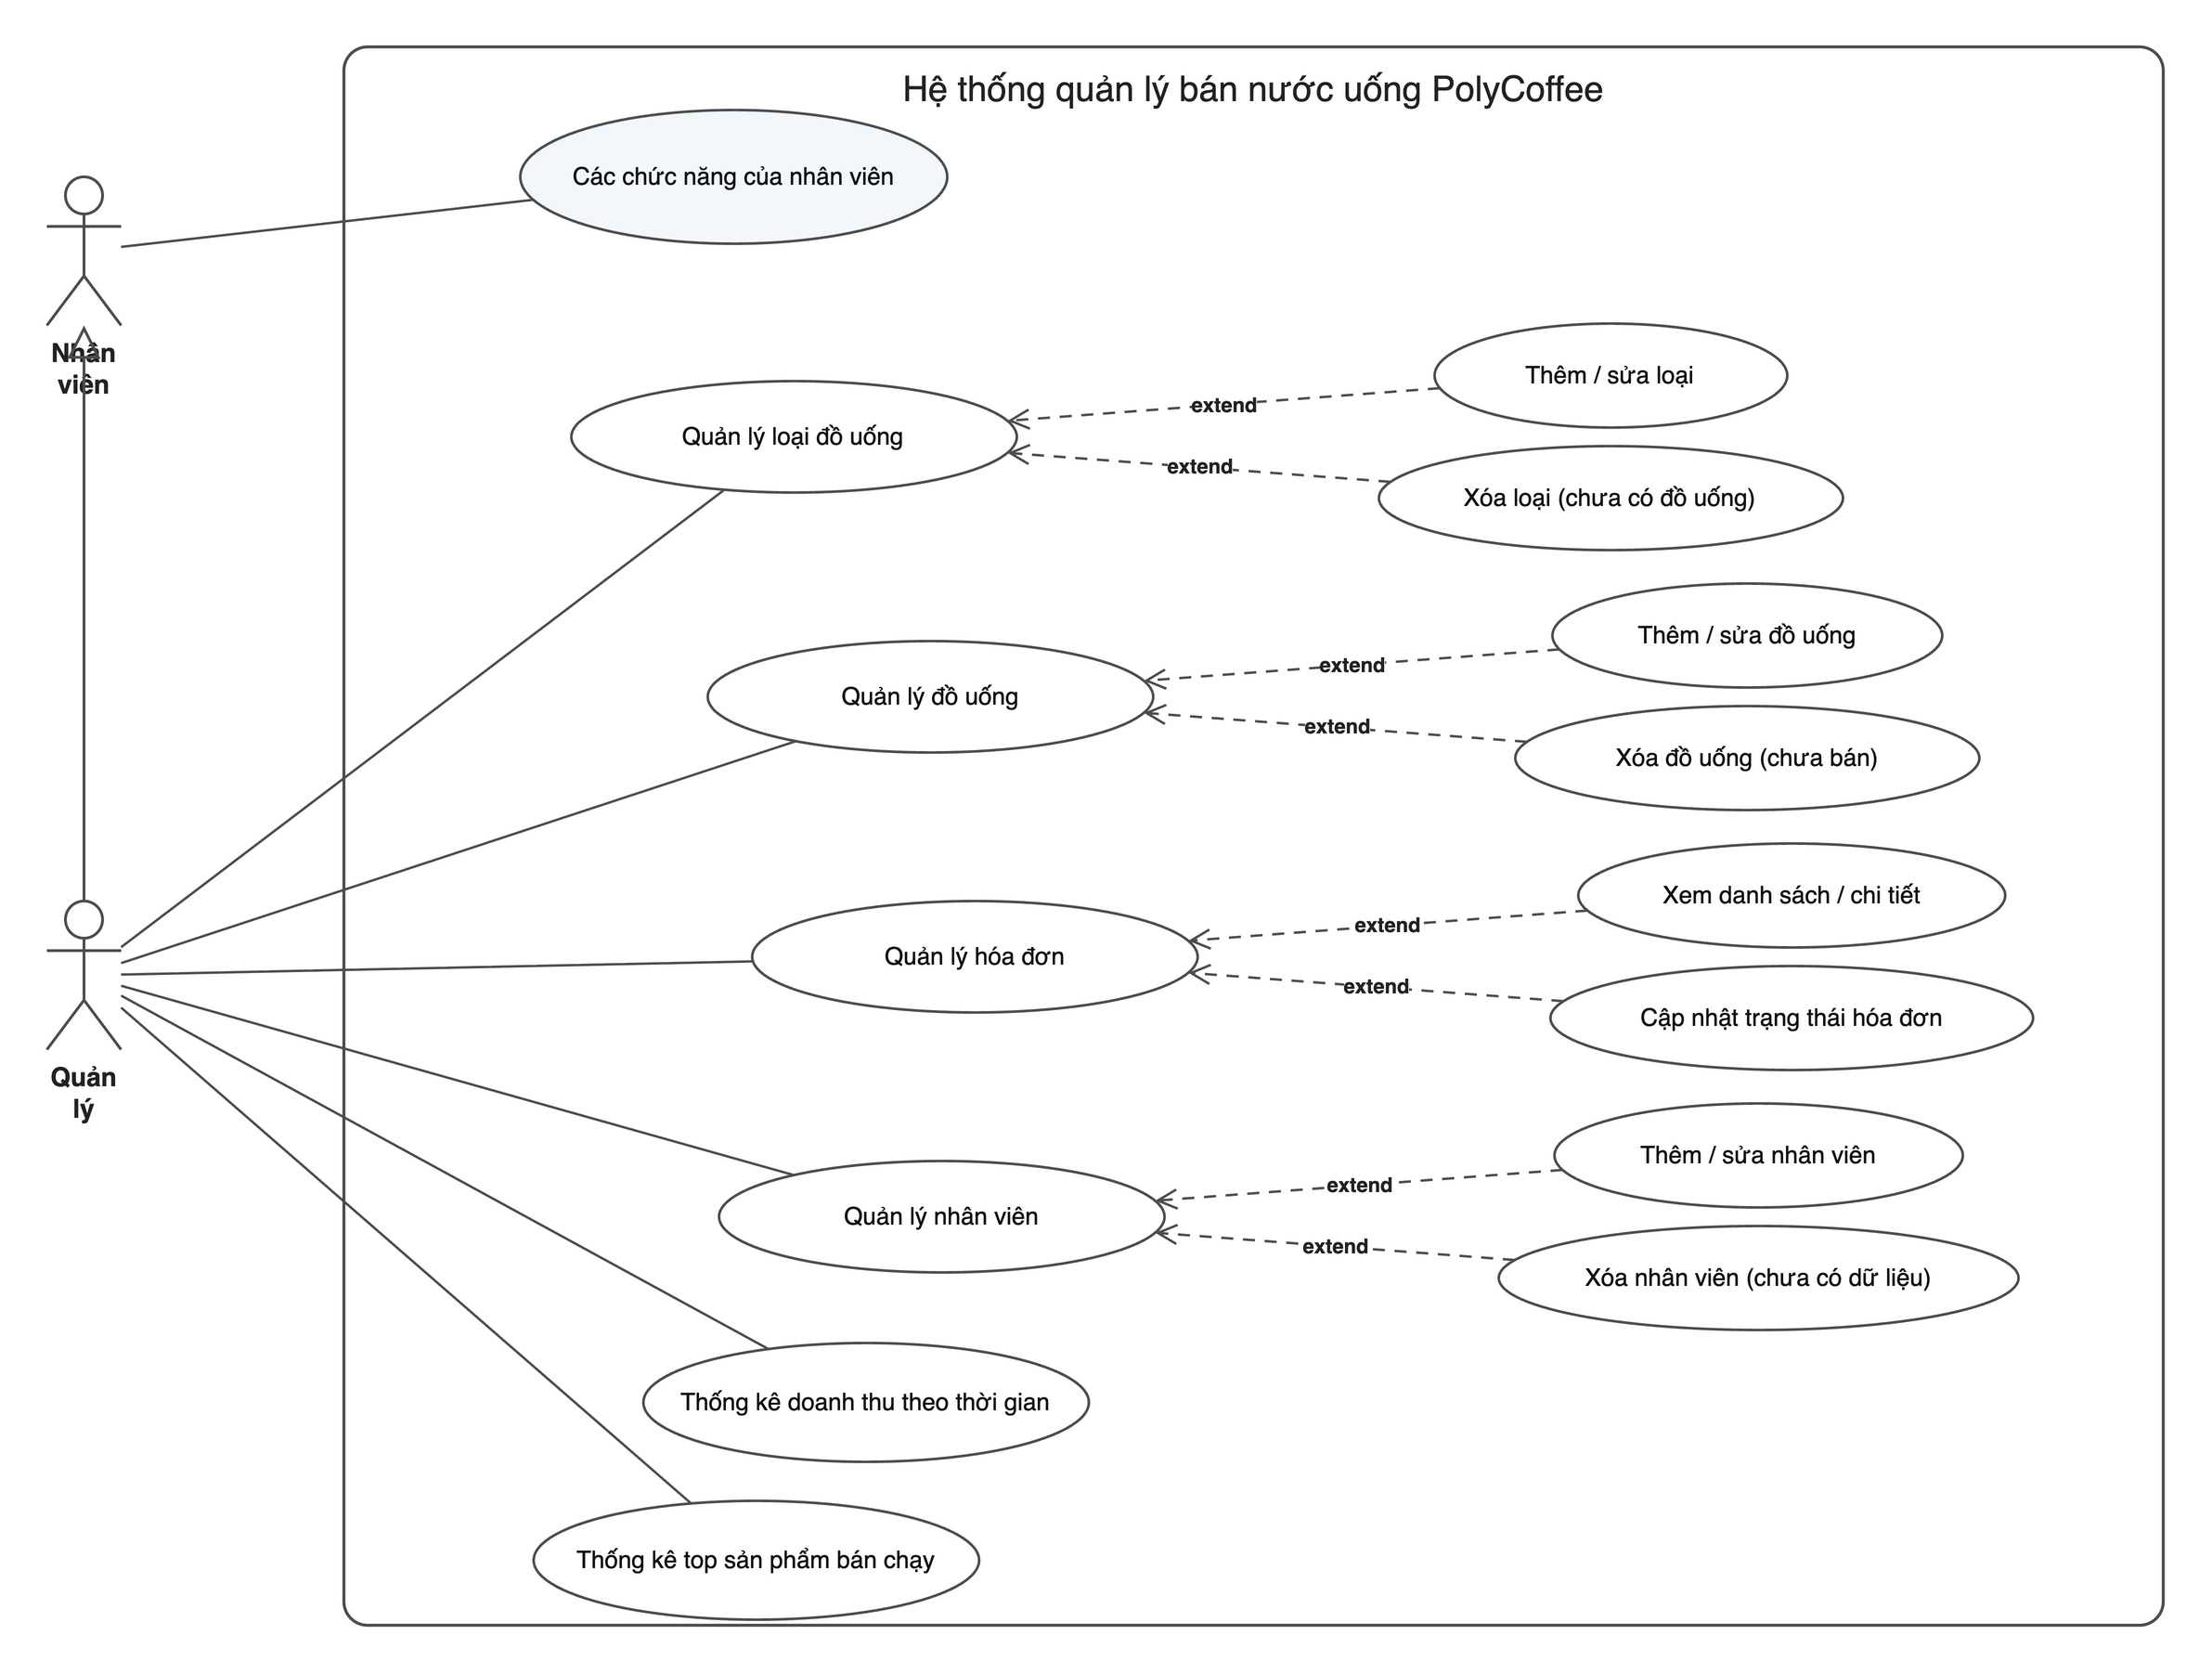 Hệ thống quản lý bán nước uống PolyCoffee
Các chức năng của nhân viên
Nhân
viên
Thêm / sửa loại
extend
Quản lý loại đồ uống
extend
Xóa loại (chưa có đồ uống)
Thêm / sửa đồ uống
extend
Quản lý đồ uống
extend
Xóa đồ uống (chưa bán)
Xem danh sách / chi tiết
extend
Quản lý hóa đơn
extend
Cập nhật trạng thái hóa đơn
Quản
lý
Thêm / sửa nhân viên
extend
Quản lý nhân viên
extend
Xóa nhân viên (chưa có dữ liệu)
Thống kê doanh thu theo thời gian
Thống kê top sản phẩm bán chạy